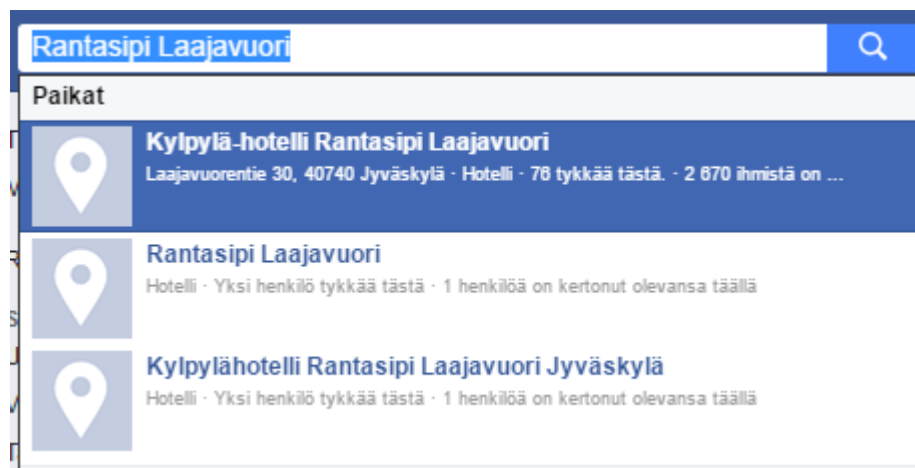 Rantasipi Laajavuori
Paikat
Kylpylä-hotelli Rantasipi Laajavuori
Laajavuorentie 30, 40740 Jyväskylä · Hotelli · 76 tykkää tästä. · 2 670 ihmistä on ...
Rantasipi Laajavuori
Hotelli · Yksi henkilö tykkää tästä · 1 henkilöä on kertonut olevansa täällä
Kylpylähotelli Rantasipi Laajavuori Jyväskylä
Hotelli · Yksi henkilö tykkää tästä · 1 henkilöä on kertonut olevansa täällä